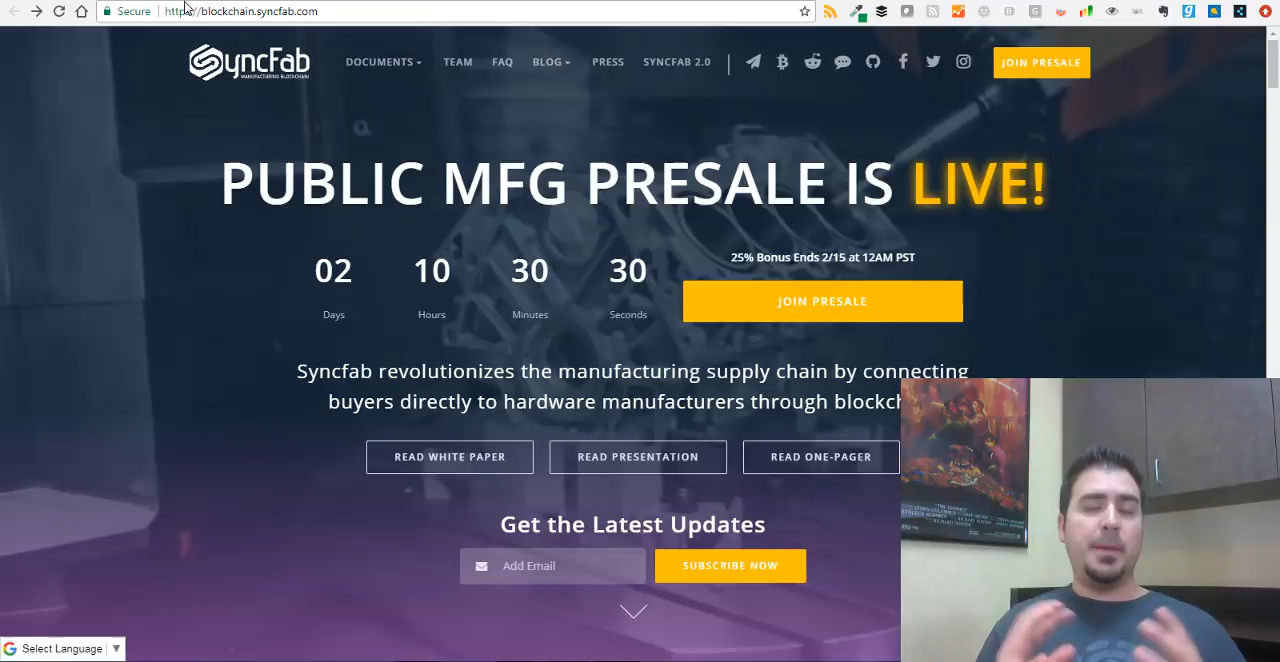 Secure
https://blockchain.syncfab.com
SyncFab
MANUFACTURING BLOCKCHAIN
DOCUMENTS
TEAM
FAQ
BLOG
PRESS
SYNCFAB 2.0
JOIN PRESALE
PUBLIC MFG PRESALE IS LIVE!
02 10 30 30
Days Hours Minutes Seconds
25% Bonus Ends 2/15 at 12AM PST
JOIN PRESALE
Syncfab revolutionizes the manufacturing supply chain by connecting
buyers directly to hardware manufacturers through blockch
READ WHITE PAPER
READ PRESENTATION
READ ONE-PAGER
Get the Latest Updates
Add Email
SUBSCRIBE NOW
Select Language